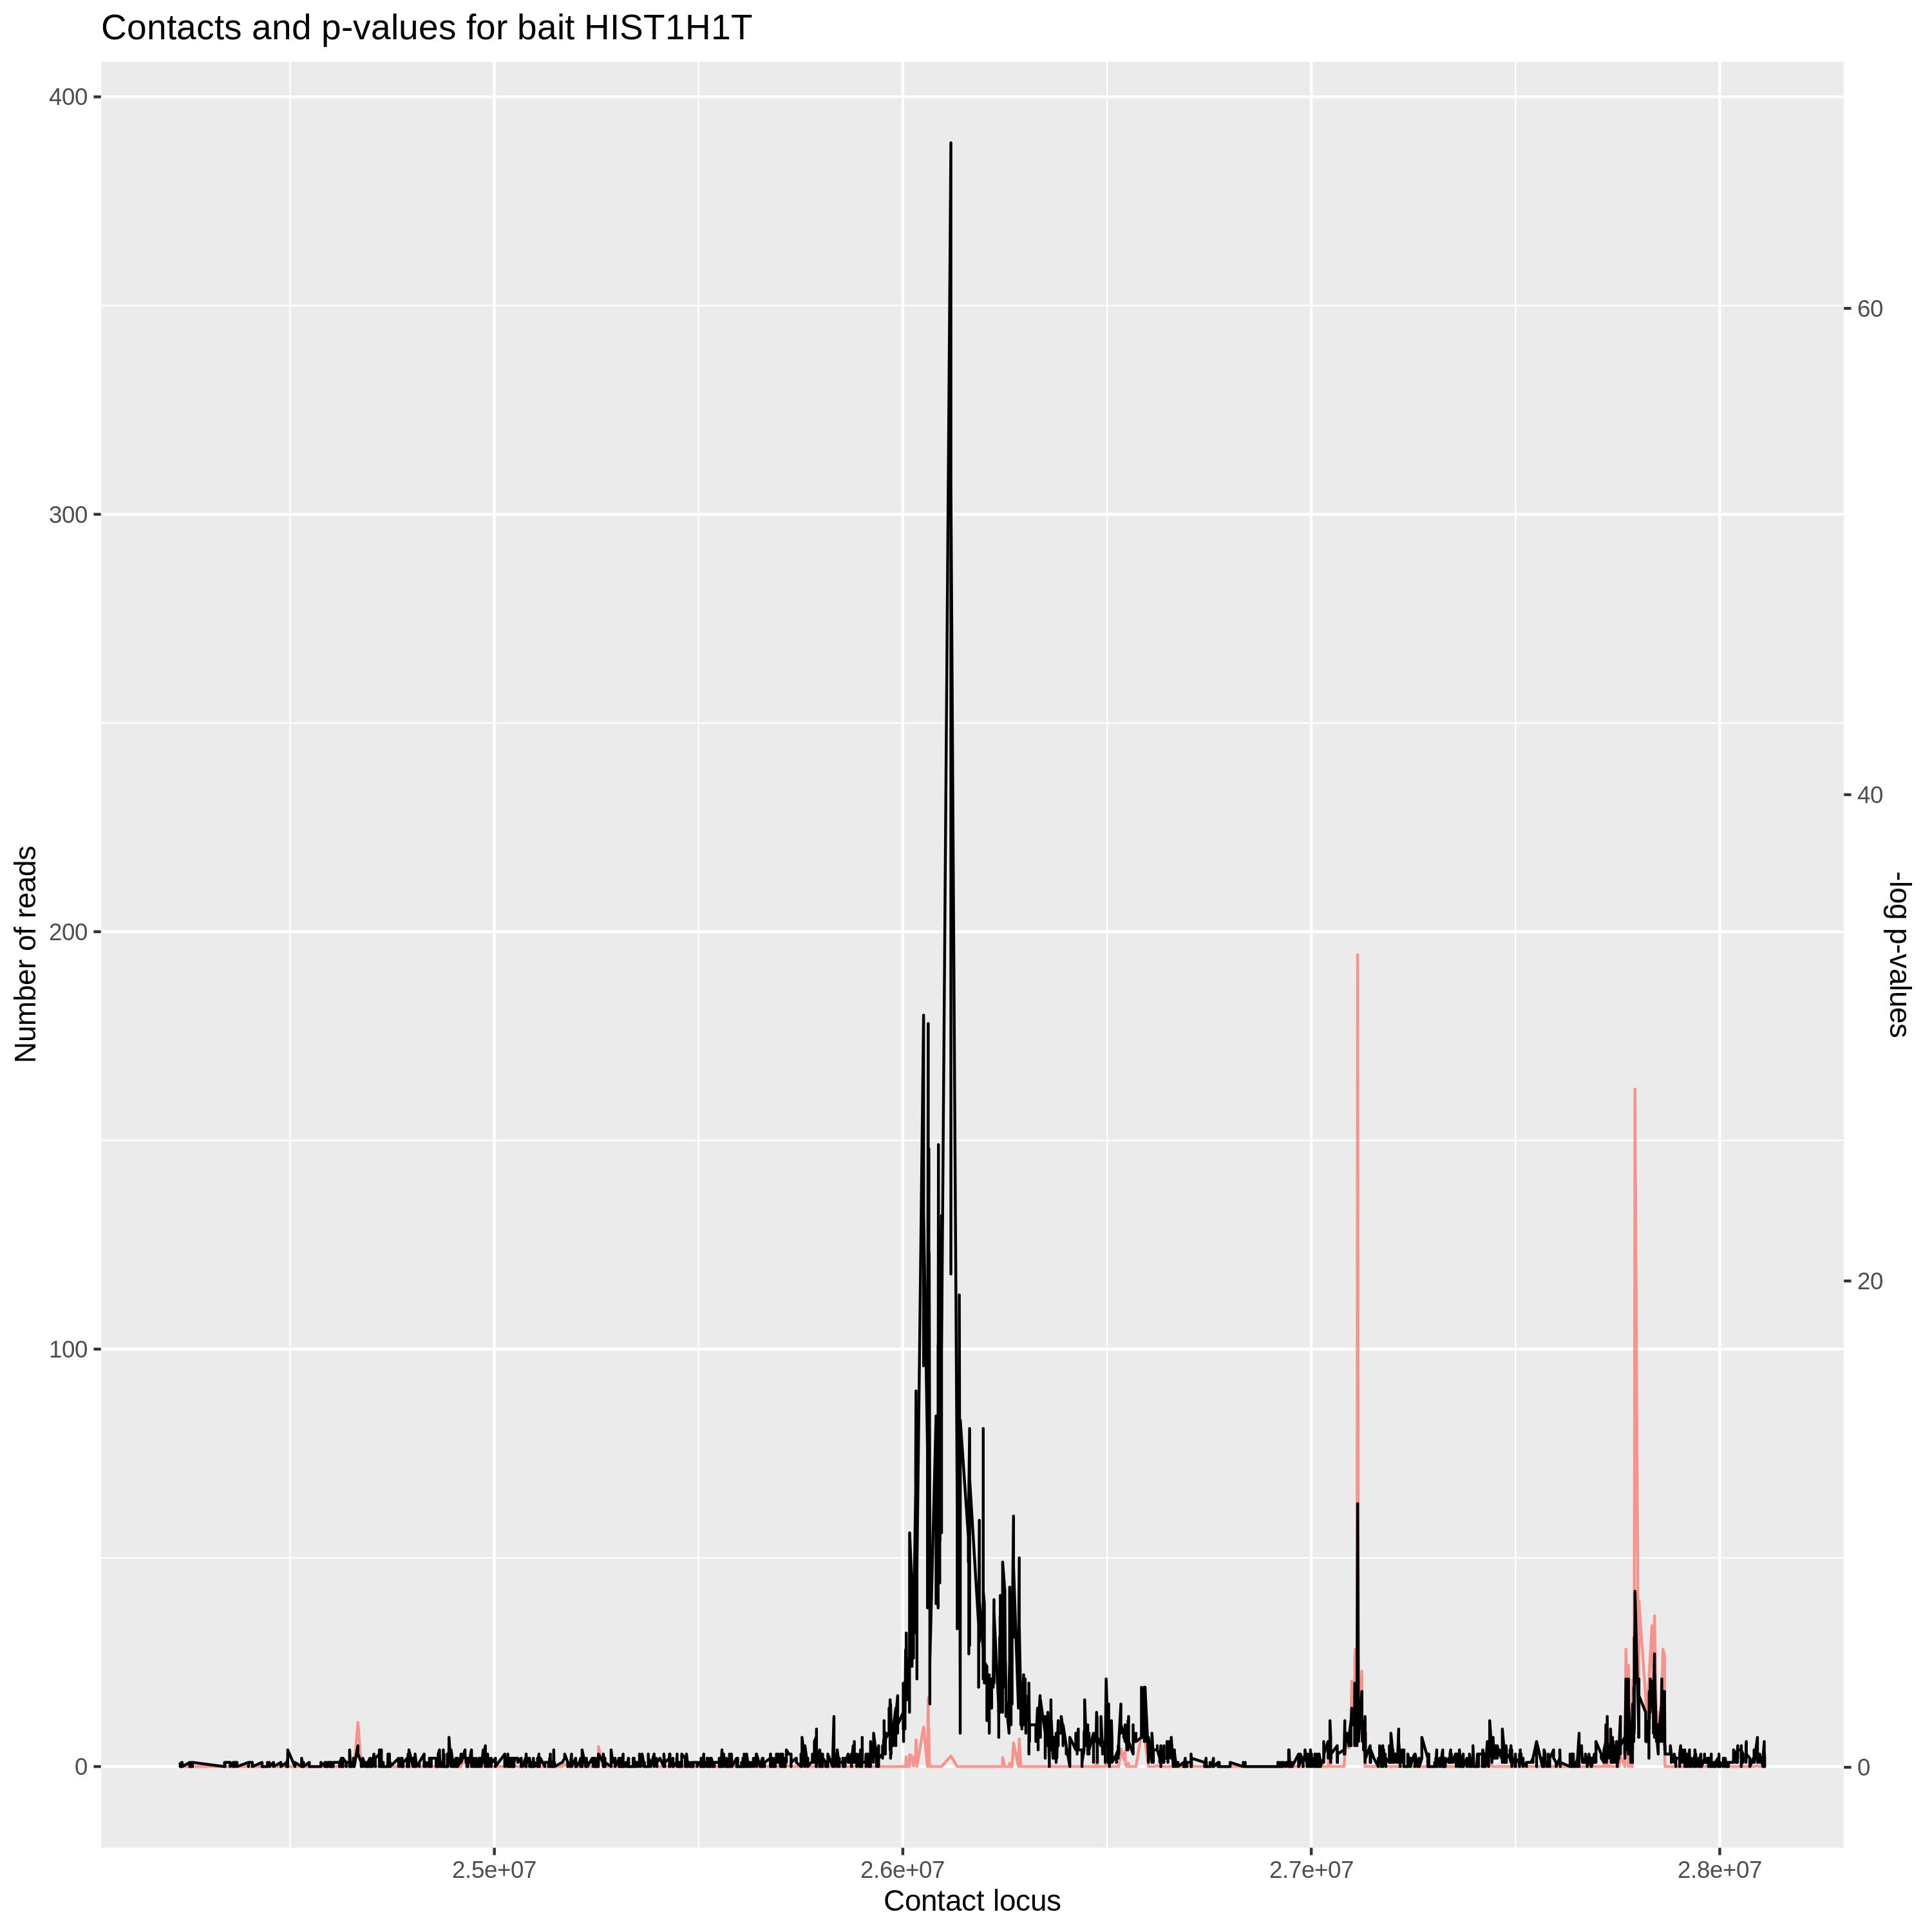 Contacts and p-values for bait HIST1H1T
400
300
200
100
0
Number of reads
60
40
20
0
-log p-values
2.5e+07
2.6e+07
2.7e+07
2.8e+07
Contact locus